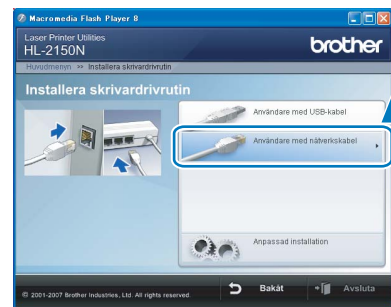 Macromedia Flash Player 8
Laser Printer Utilities
HL-2150N
brother
Huvudmenyn >> Installera skrivardrivrutin
Installera skrivardrivrutin
Användare med USB-kabel
Användare med nätverkskabel
Anpassad installation
© 2001-2007 Brother Industries, Ltd. All rights reserved.
Bakåt
Avsluta